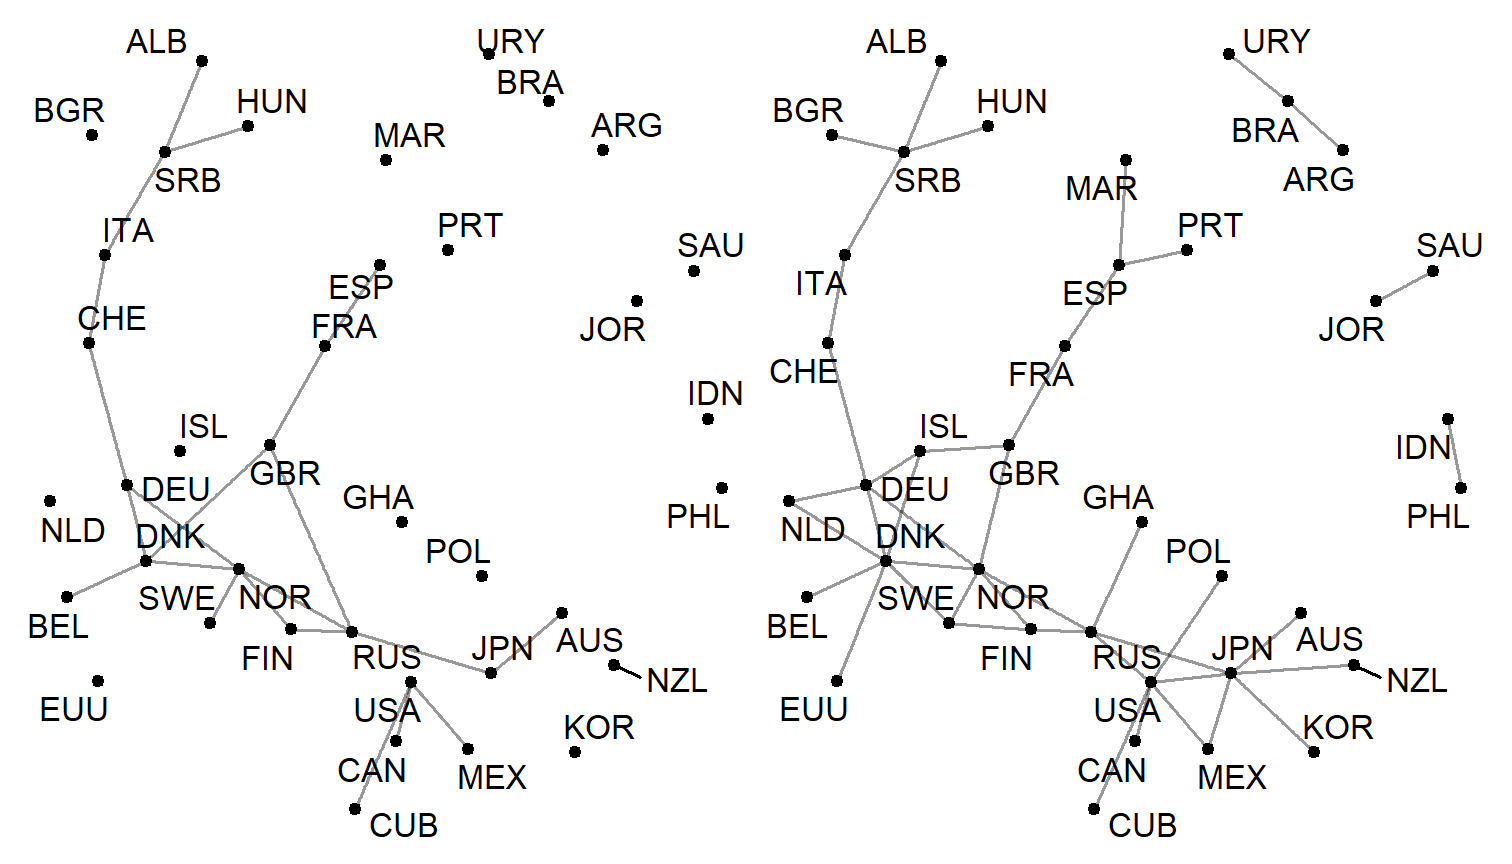 ALB
URY
BRA
BGR
HUN
MAR
ARG
SRB
ITA
PRT
SAU
ESP
CHE
FRA
JOR
IDN
ISL
GBR
DEU
GHA
PHL
NLD
DNK
POL
SWE
NOR
BEL
FIN
RUS
JPN
AUS
NZL
EUU
USA
KOR
CAN
MEX
CUB
ALB
URY
BGR
HUN
BRA
SRB
MAR
ARG
PRT
SAU
ITA
ESP
JOR
CHE
FRA
ISL
IDN
GBR
DEU
GHA
PHL
NLD
DNK
POL
SWE
NOR
BEL
FIN
RUS
JPN
AUS
NZL
EUU
USA
KOR
CAN
MEX
CUB